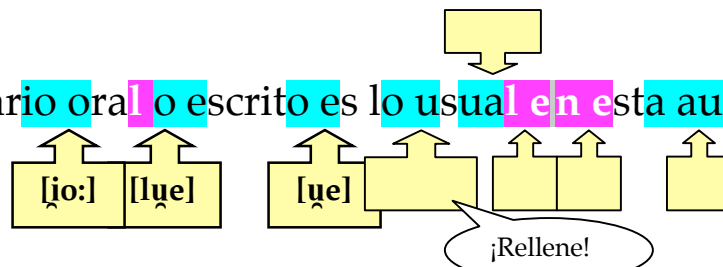 rio oral o escrito es lo usual en esta au
[i̯o:] [lu̯e] [u̯e]
¡Rellene!